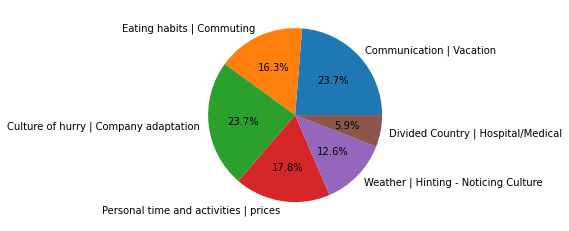 Eating habits | Commuting
Communication | Vacation
16.3%
23.7%
23.7%
Culture of hurry | Company adaptation
5.9%
Divided Country | Hospital/Medical
12.6%
17.8%
Weather | Hinting - Noticing Culture
Personal time and activities | prices